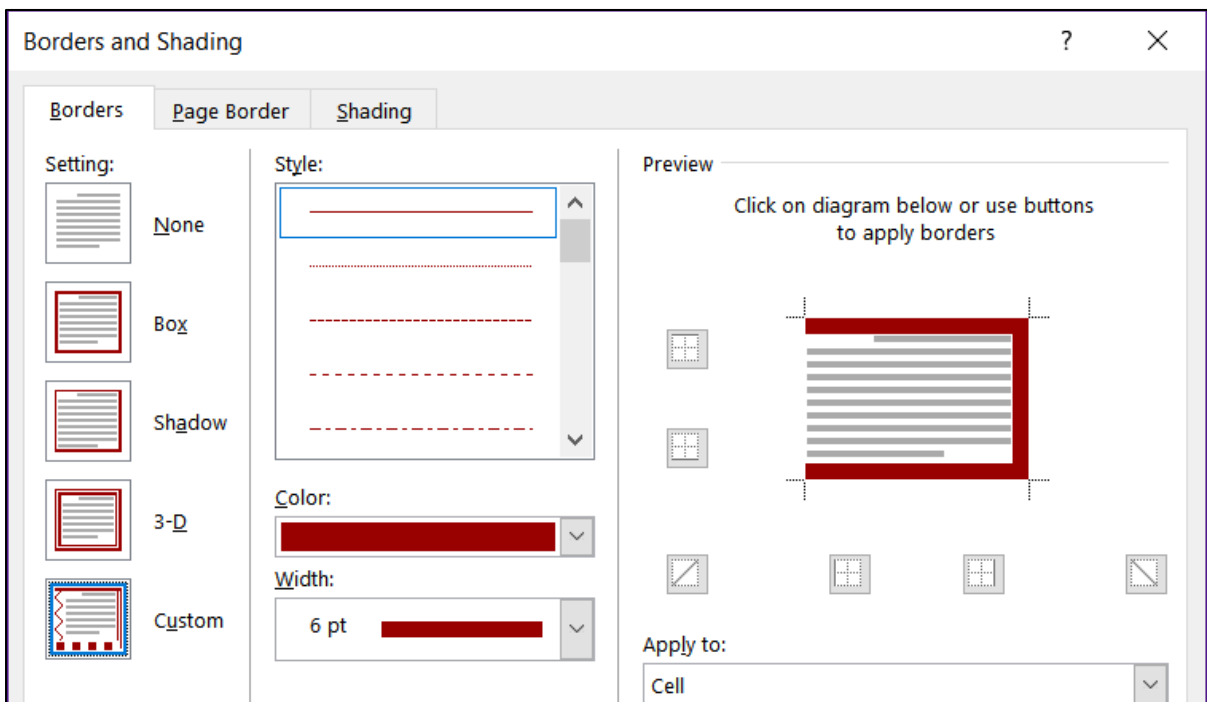 Borders and Shading
?
Borders
Page Border
Shading
Setting:
None
Box
Shadow
3-D
Custom
Style:
Color:
Width:
6 pt
Preview
Click on diagram below or use buttons
to apply borders
Apply to:
Cell